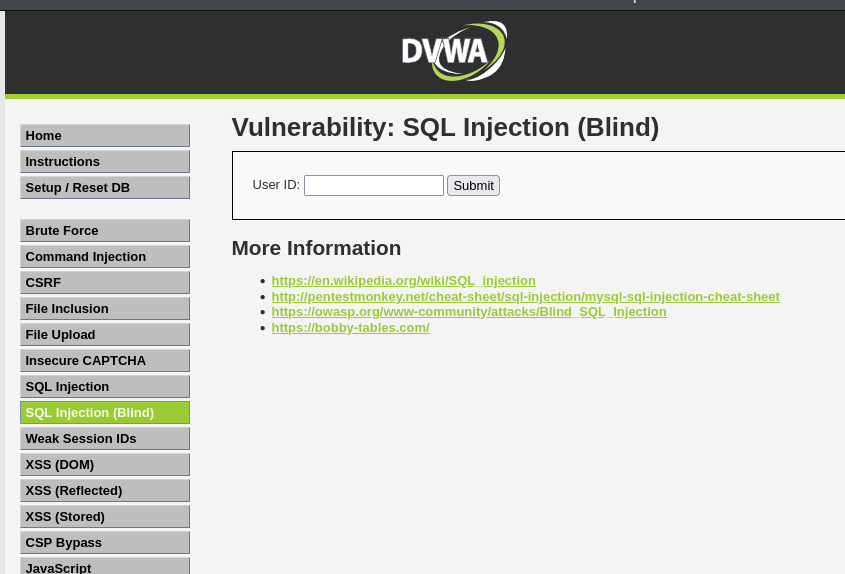 DVWA
Home
Instructions
Setup / Reset DB
Brute Force
Command Injection
CSRF
File Inclusion
File Upload
Insecure CAPTCHA
SQL Injection
SQL Injection (Blind)
Weak Session IDs
XSS (DOM)
XSS (Reflected)
XSS (Stored)
CSP Bypass
JavaScript
Vulnerability: SQL Injection (Blind)
User ID: Submit
More Information
• https://en.wikipedia.org/wiki/SQL_injection
• http://pentestmonkey.net/cheat-sheet/sql-injection/mysql-sql-injection-cheat-sheet
• https://owasp.org/www-community/attacks/Blind_SQL_Injection
• https://bobby-tables.com/